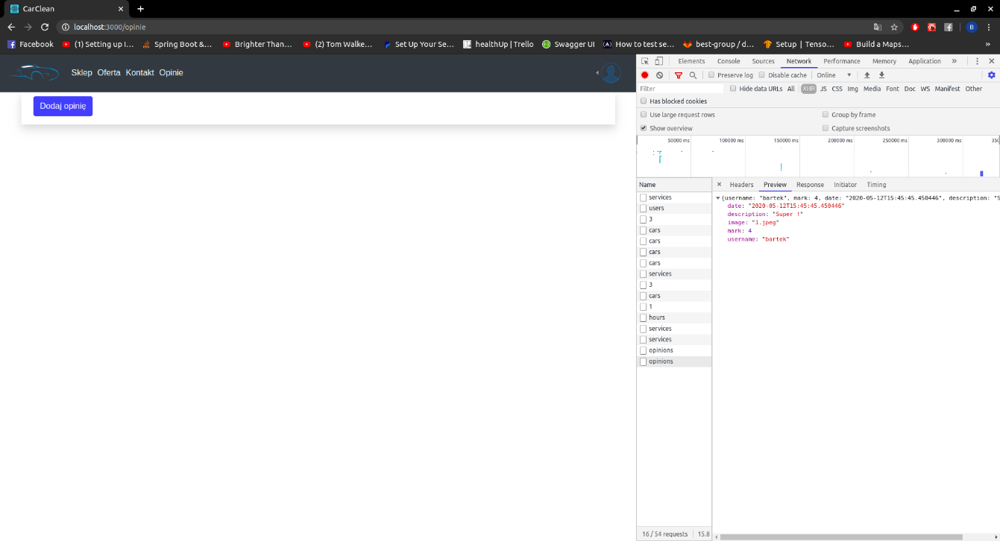 CarClean
localhost:3000/opinie
Facebook (1) Setting up I… Spring Boot &… Brighter Than… (2) Tom Walke… Set Up Your Se… healthUp | Trello Swagger UI How to test se… best-group / d… Setup | Tenso… Build a Maps… »
B
Sklep Oferta Kontakt Opinie
Dodaj opinię
Elements Console Sources Network Performance Memory Application »
Preserve log Disable cache Online
Filter Hide data URLs All XHR JS CSS Img Media Font Doc WS Manifest Other
Has blocked cookies
Use large request rows Group by frame
Show overview Capture screenshots
50000 ms 100000 ms 150000 ms 200000 ms 250000 ms 300000 ms 350
Name
services
users
3
cars
cars
cars
cars
services
3
cars
1
hours
services
services
opinions
opinions
16 / 54 requests 15.8
Headers Preview Response Initiator Timing
{username: "bartek", mark: 4, date: "2020-05-12T15:45:45.450446", description: "S
date: "2020-05-12T15:45:45.450446"
description: "Super !"
image: "1.jpeg"
mark: 4
username: "bartek"